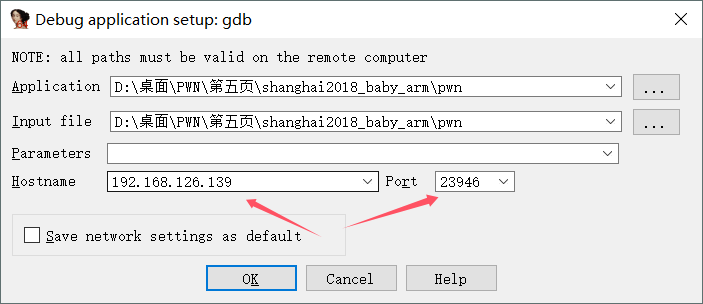 Debug application setup: gdb
NOTE: all paths must be valid on the remote computer
Application D:\桌面\PWN\第五页\shanghai2018_baby_arm\pwn ...
Input file D:\桌面\PWN\第五页\shanghai2018_baby_arm\pwn ...
Parameters
Hostname 192.168.126.139 Port 23946
Save network settings as default
OK Cancel Help